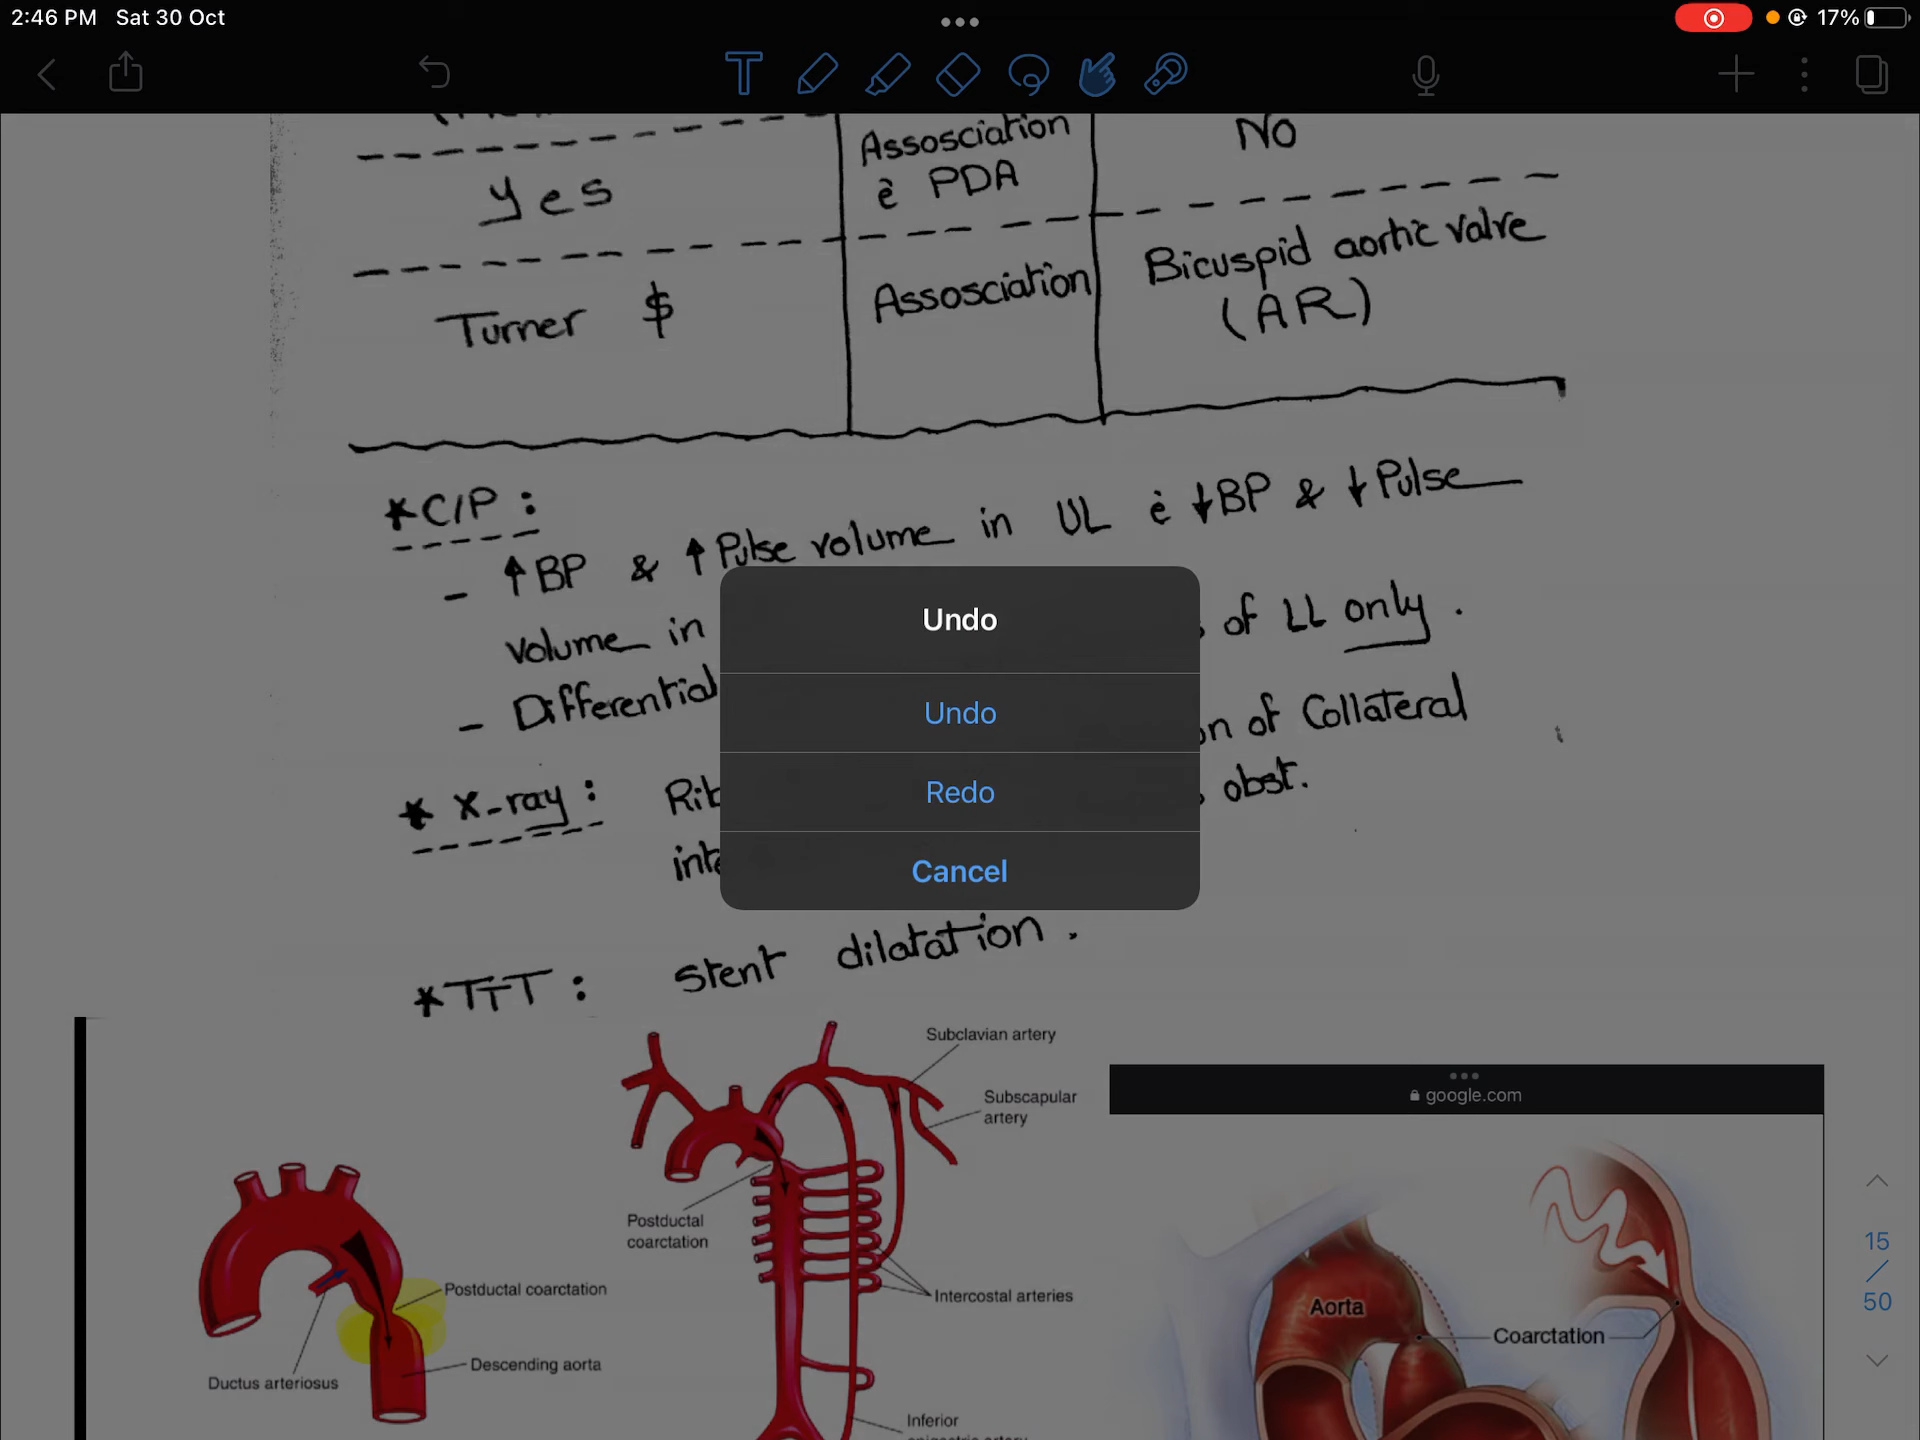 2:46 PM Sat 30 Oct
17%
T
Assosciation No
Yes è PDA
Bicuspid aortic valve
Turner $ Assosciation (AR)
*C/P:
- ↑BP & ↑Pulse volume in UL è ↓BP & ↓Pulse
volume in of LL only.
- Differential on of Collateral
* X-ray: Rib obst.
*TTT: Stent dilatation.
Undo
Undo
Redo
Cancel
Subclavian artery
Subscapular
artery
Postductal
coarctation
Intercostal arteries
Inferior
Postductal coarctation
Descending aorta
Ductus arteriosus
google.com
Aorta
Coarctation
15
/
50